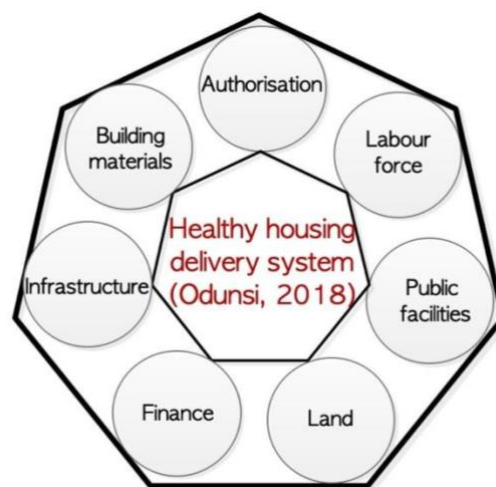 Authorisation
Building
materials
Labour
force
Healthy housing
delivery system
(Odunsi, 2018)
Infrastructure
Public
facilities
Finance
Land